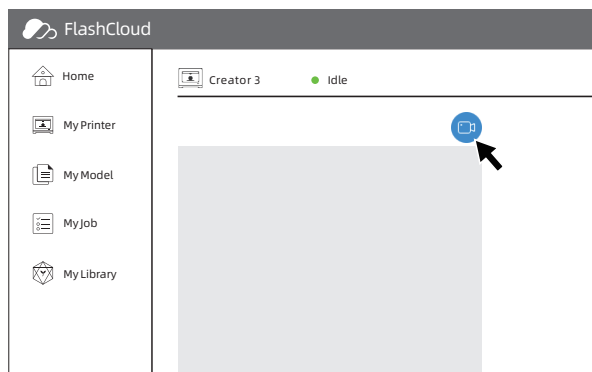 FlashCloud
Home
My Printer
My Model
My Job
My Library
Creator 3
Idle